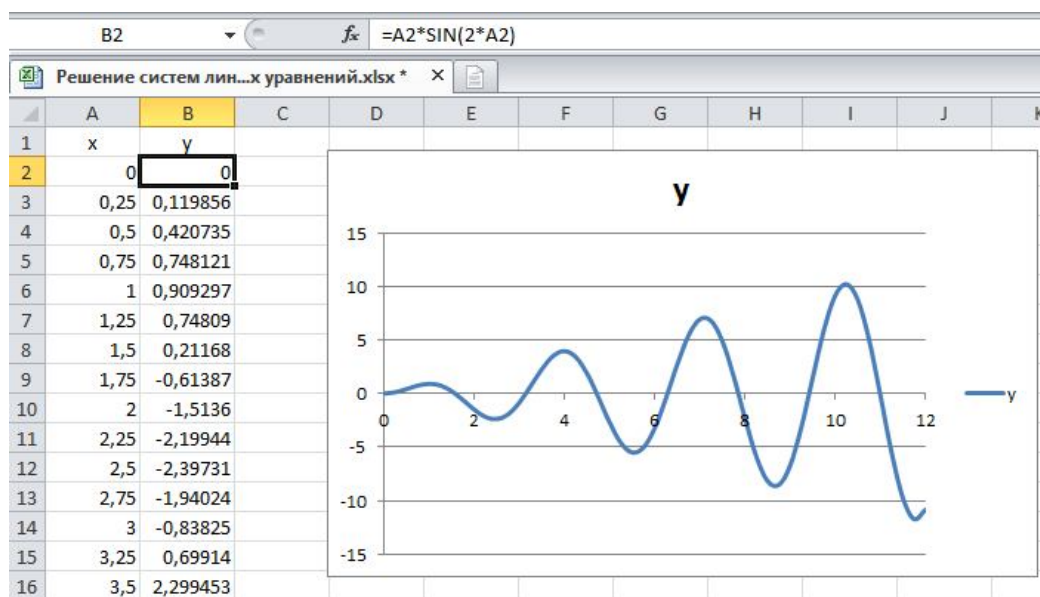 B2 fx =A2*SIN(2*A2)
Решение систем лин...х уравнений.xlsx *
A B C D E F G H I J
1 x y
2 0 0
3 0,25 0,119856
4 0,5 0,420735
5 0,75 0,748121
6 1 0,909297
7 1,25 0,74809
8 1,5 0,21168
9 1,75 -0,61387
10 2 -1,5136
11 2,25 -2,19944
12 2,5 -2,39731
13 2,75 -1,94024
14 3 -0,83825
15 3,25 0,69914
16 3,5 2,299453
y
15
10
5
0
-5
-10
-15
0 2 4 6 8 10 12
y